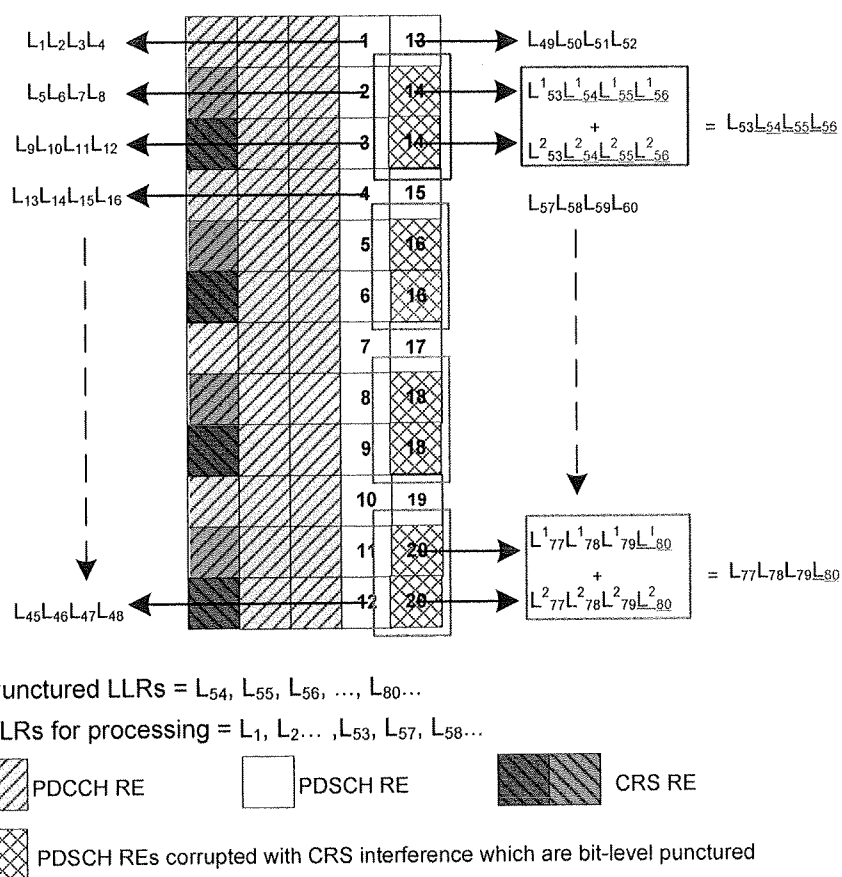 L₁L₂L₃L₄ 1 13 L₄₉L₅₀L₅₁L₅₂
L₅L₆L₇L₈ 2 14 L¹₅₃L¹₅₄L¹₅₅L¹₅₆
+ = L₅₃L₅₄L₅₅L₅₆
L₉L₁₀L₁₁L₁₂ 3 14 L²₅₃L²₅₄L²₅₅L²₅₆
L₁₃L₁₄L₁₅L₁₆ 4 15 L₅₇L₅₈L₅₉L₆₀
5 16
6 16
7 17
8 18
9 18
10 19
11 20 L¹₇₇L¹₇₈L¹₇₉L¹₈₀
+ = L₇₇L₇₈L₇₉L₈₀
L₄₅L₄₆L₄₇L₄₈ 12 20 L²₇₇L²₇₈L²₇₉L²₈₀
unctured LLRs = L₅₄, L₅₅, L₅₆, ..., L₈₀...
LRs for processing = L₁, L₂... ,L₅₃, L₅₇, L₅₈...
PDCCH RE PDSCH RE CRS RE
PDSCH REs corrupted with CRS interference which are bit-level punctured